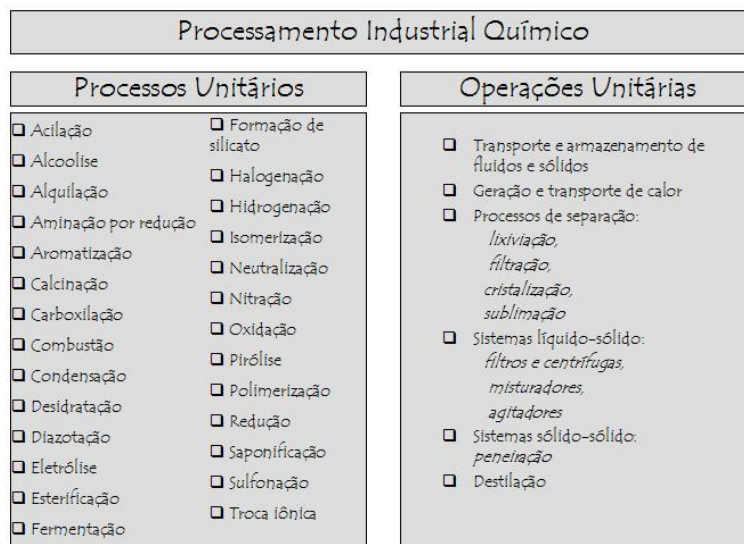 Processamento Industrial Químico
Processos Unitários
❑ Acilação
❑ Alcoolise
❑ Alquilação
❑ Aminação por redução
❑ Aromatização
❑ Calcinação
❑ Carboxilação
❑ Combustão
❑ Condensação
❑ Desidratação
❑ Diazotação
❑ Eletrólise
❑ Esterificação
❑ Fermentação
❑ Formação de
silicato
❑ Halogenação
❑ Hidrogenação
❑ Isomerização
❑ Neutralização
❑ Nitração
❑ Oxidação
❑ Pirólise
❑ Polimerização
❑ Redução
❑ Saponificação
❑ Sulfonação
❑ Troca iônica
Operações Unitárias
❑ Transporte e armazenamento de
fluidos e sólidos
❑ Geração e transporte de calor
❑ Processos de separação:
lixiviação,
filtração,
cristalização,
sublimação
❑ Sistemas líquido-sólido:
filtros e centrífugas,
misturadores,
agitadores
❑ Sistemas sólido-sólido:
peneiração
❑ Destilação